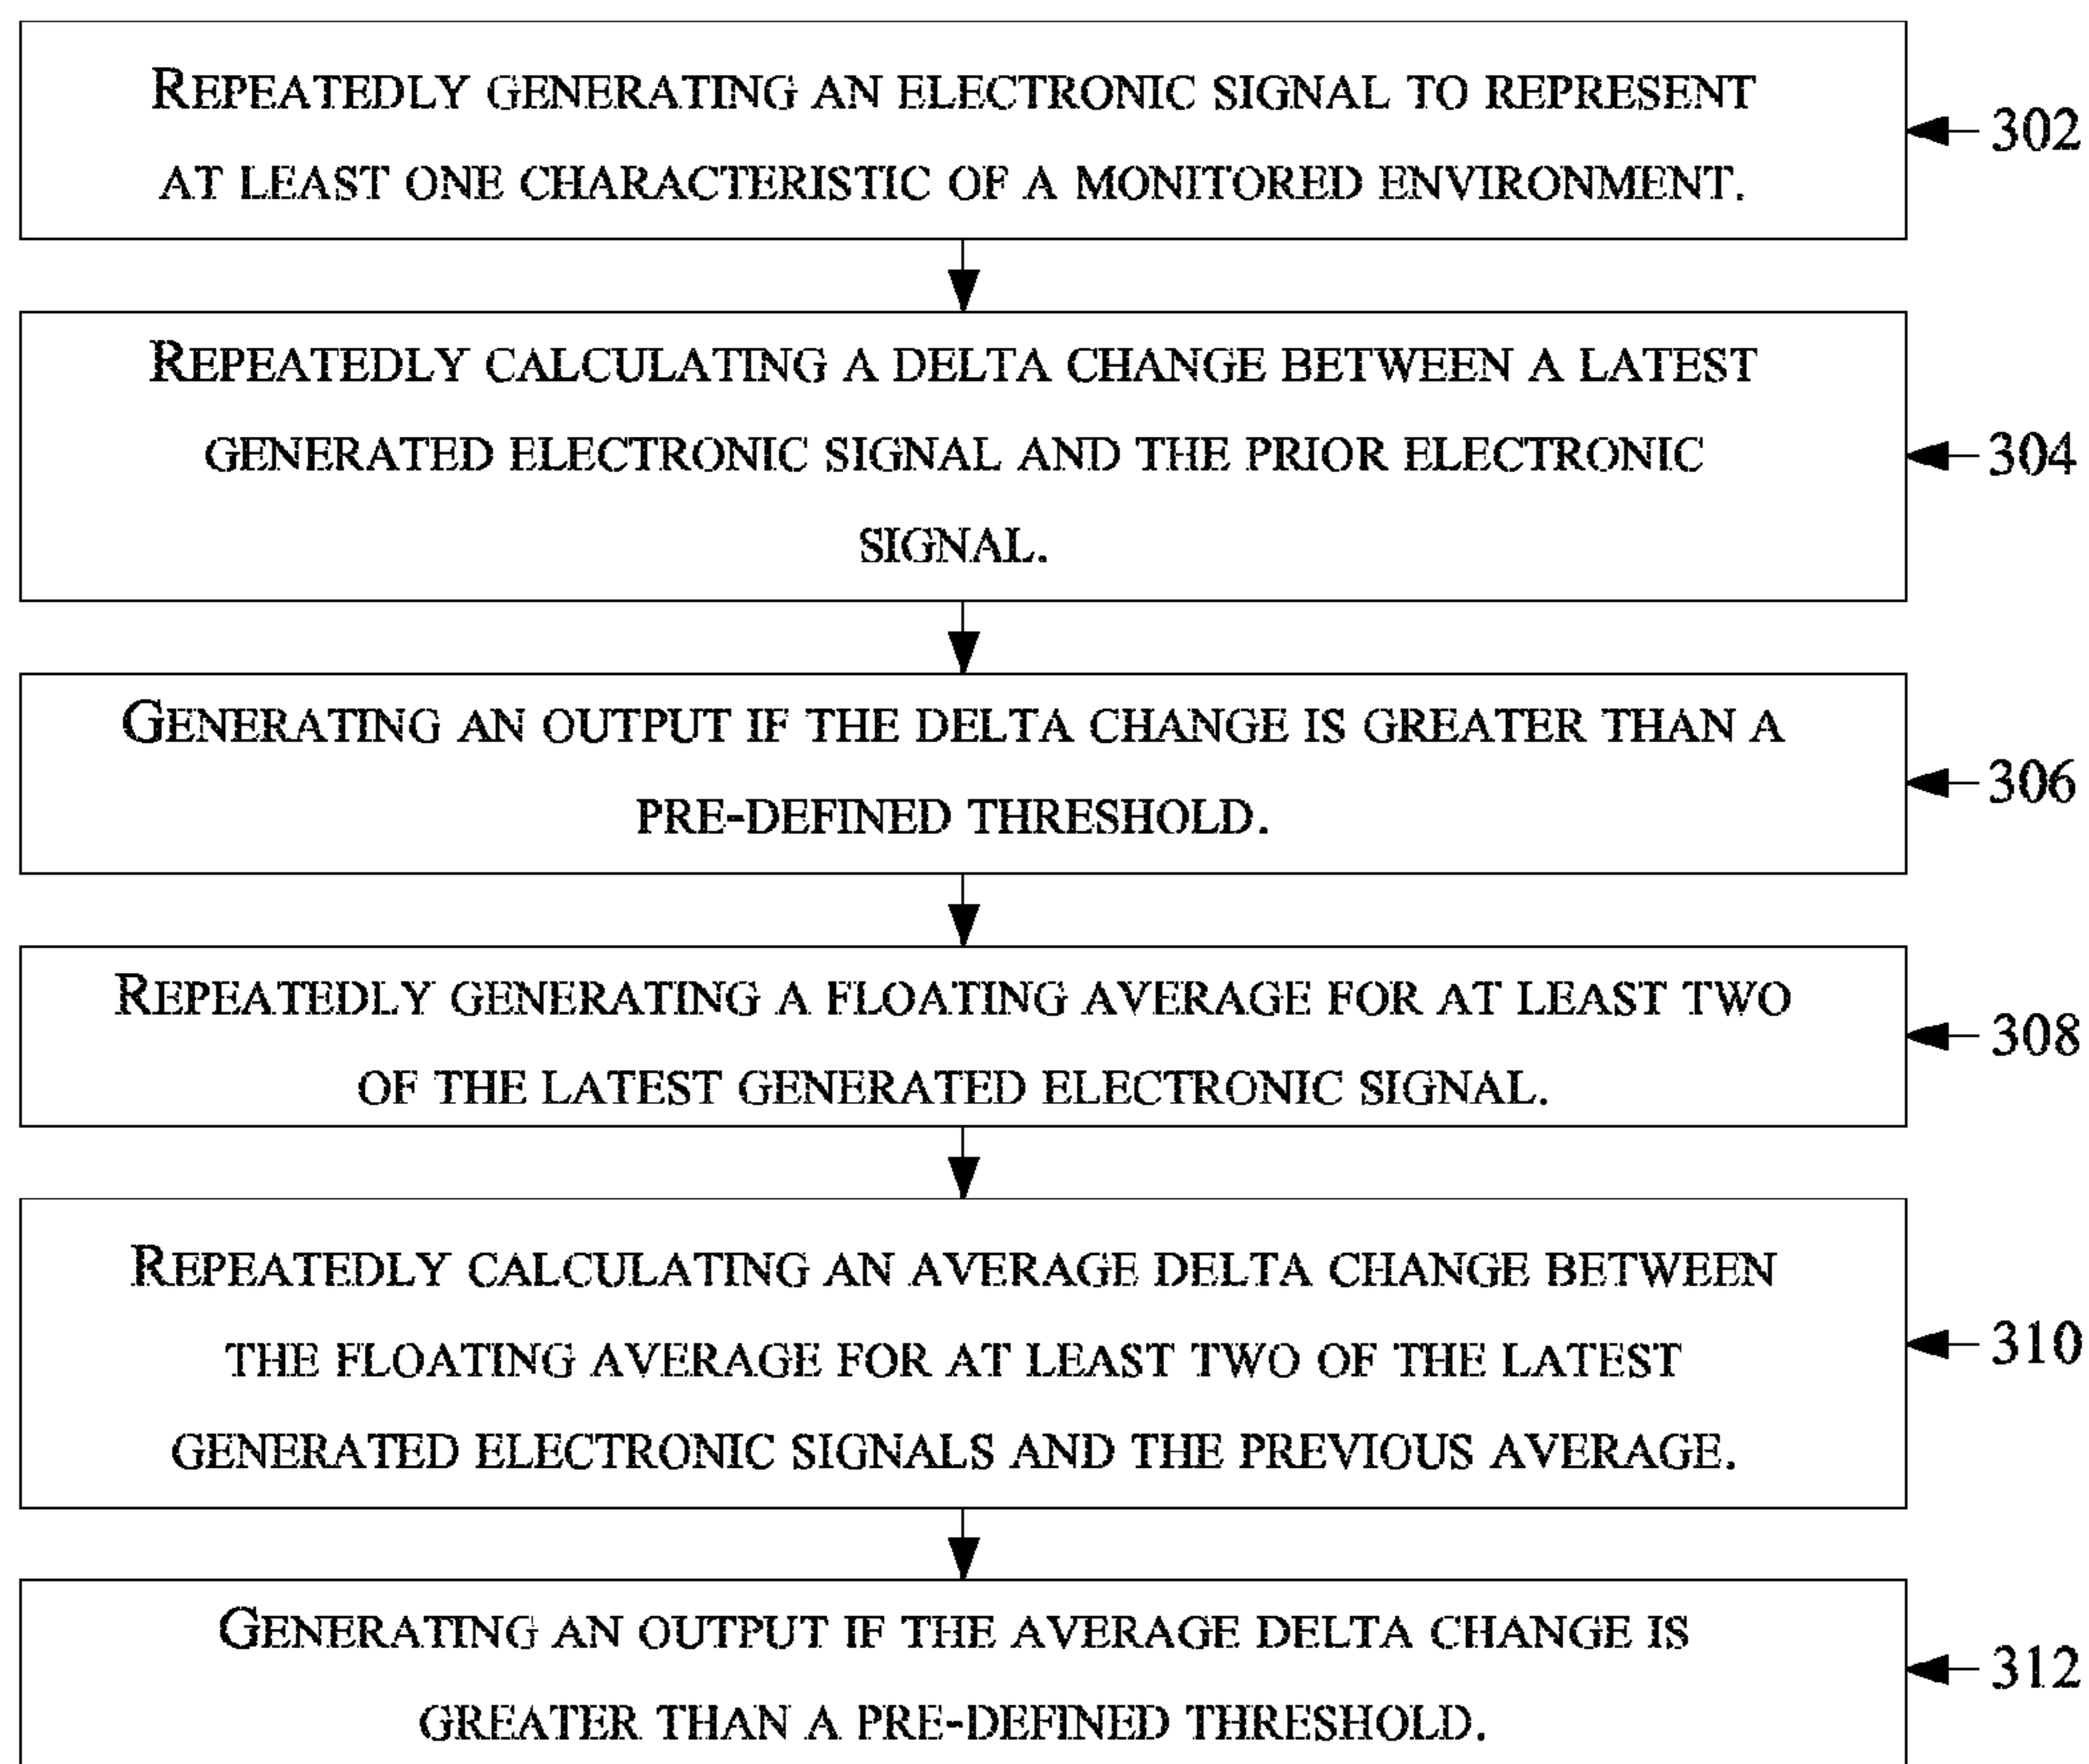 REPEATEDLY GENERATING AN ELECTRONIC SIGNAL TO REPRESENT
AT LEAST ONE CHARACTERISTIC OF A MONITORED ENVIRONMENT.
302
REPEATEDLY CALCULATING A DELTA CHANGE BETWEEN A LATEST
GENERATED ELECTRONIC SIGNAL AND THE PRIOR ELECTRONIC
SIGNAL.
304
GENERATING AN OUTPUT IF THE DELTA CHANGE IS GREATER THAN A
PRE-DEFINED THRESHOLD.
306
REPEATEDLY GENERATING A FLOATING AVERAGE FOR AT LEAST TWO
OF THE LATEST GENERATED ELECTRONIC SIGNAL.
308
REPEATEDLY CALCULATING AN AVERAGE DELTA CHANGE BETWEEN
THE FLOATING AVERAGE FOR AT LEAST TWO OF THE LATEST
GENERATED ELECTRONIC SIGNALS AND THE PREVIOUS AVERAGE.
310
GENERATING AN OUTPUT IF THE AVERAGE DELTA CHANGE IS
GREATER THAN A PRE-DEFINED THRESHOLD.
312